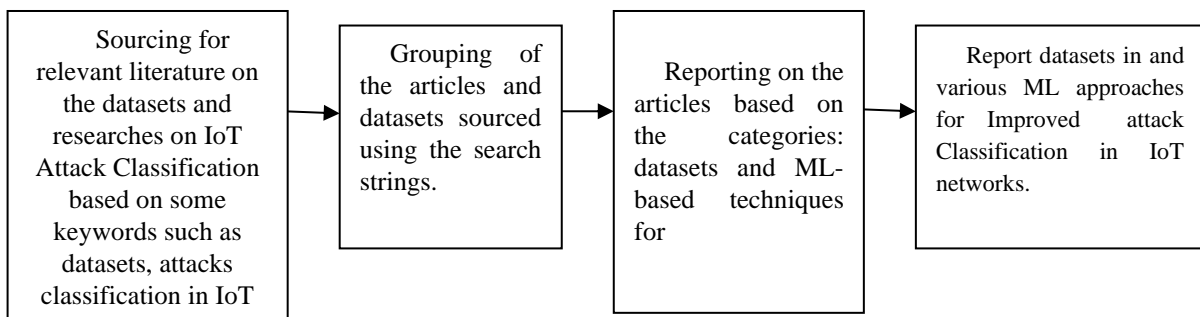 Sourcing for
relevant literature on
the datasets and
researches on IoT
Attack Classification
based on some
keywords such as
datasets, attacks
classification in IoT
Grouping of
the articles and
datasets sourced
using the search
strings.
Reporting on the
articles based on
the categories:
datasets and ML-
based techniques
for
Report datasets in and
various ML approaches
for Improved attack
Classification in IoT
networks.